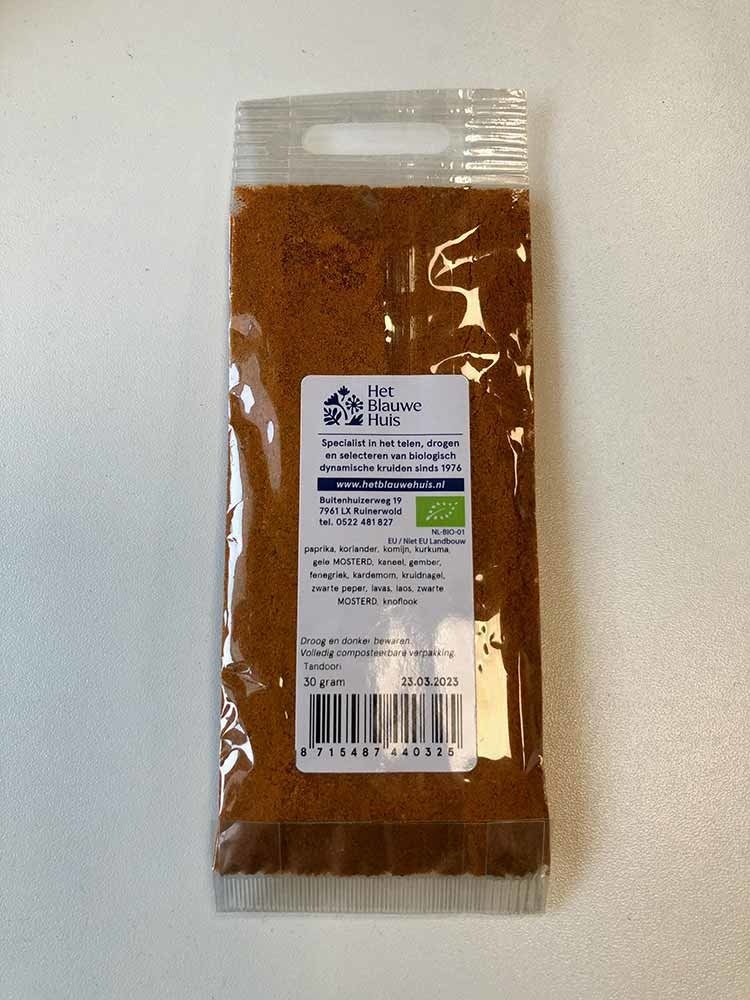 Het
Blauwe
Huis
Specialist in het telen, drogen
en selecteren van biologisch
dynamische kruiden sinds 1976
www.hetblauwehuis.nl
Buitenhuizerweg 19
7961 LX Ruinerwold
tel. 0522 481 827
NL-BIO-01
EU / Niet EU Landbouw
paprika, koriander, komijn, kurkuma,
gele MOSTERD, kaneel, gember,
fenegriek, kardemom, kruidnagel,
zwarte peper, lavas, laos, zwarte
MOSTERD, knoflook
Droog en donker bewaren.
Volledig composteerbare verpakking.
Tandoori
30 gram 23.03.2023
8 715487 440325